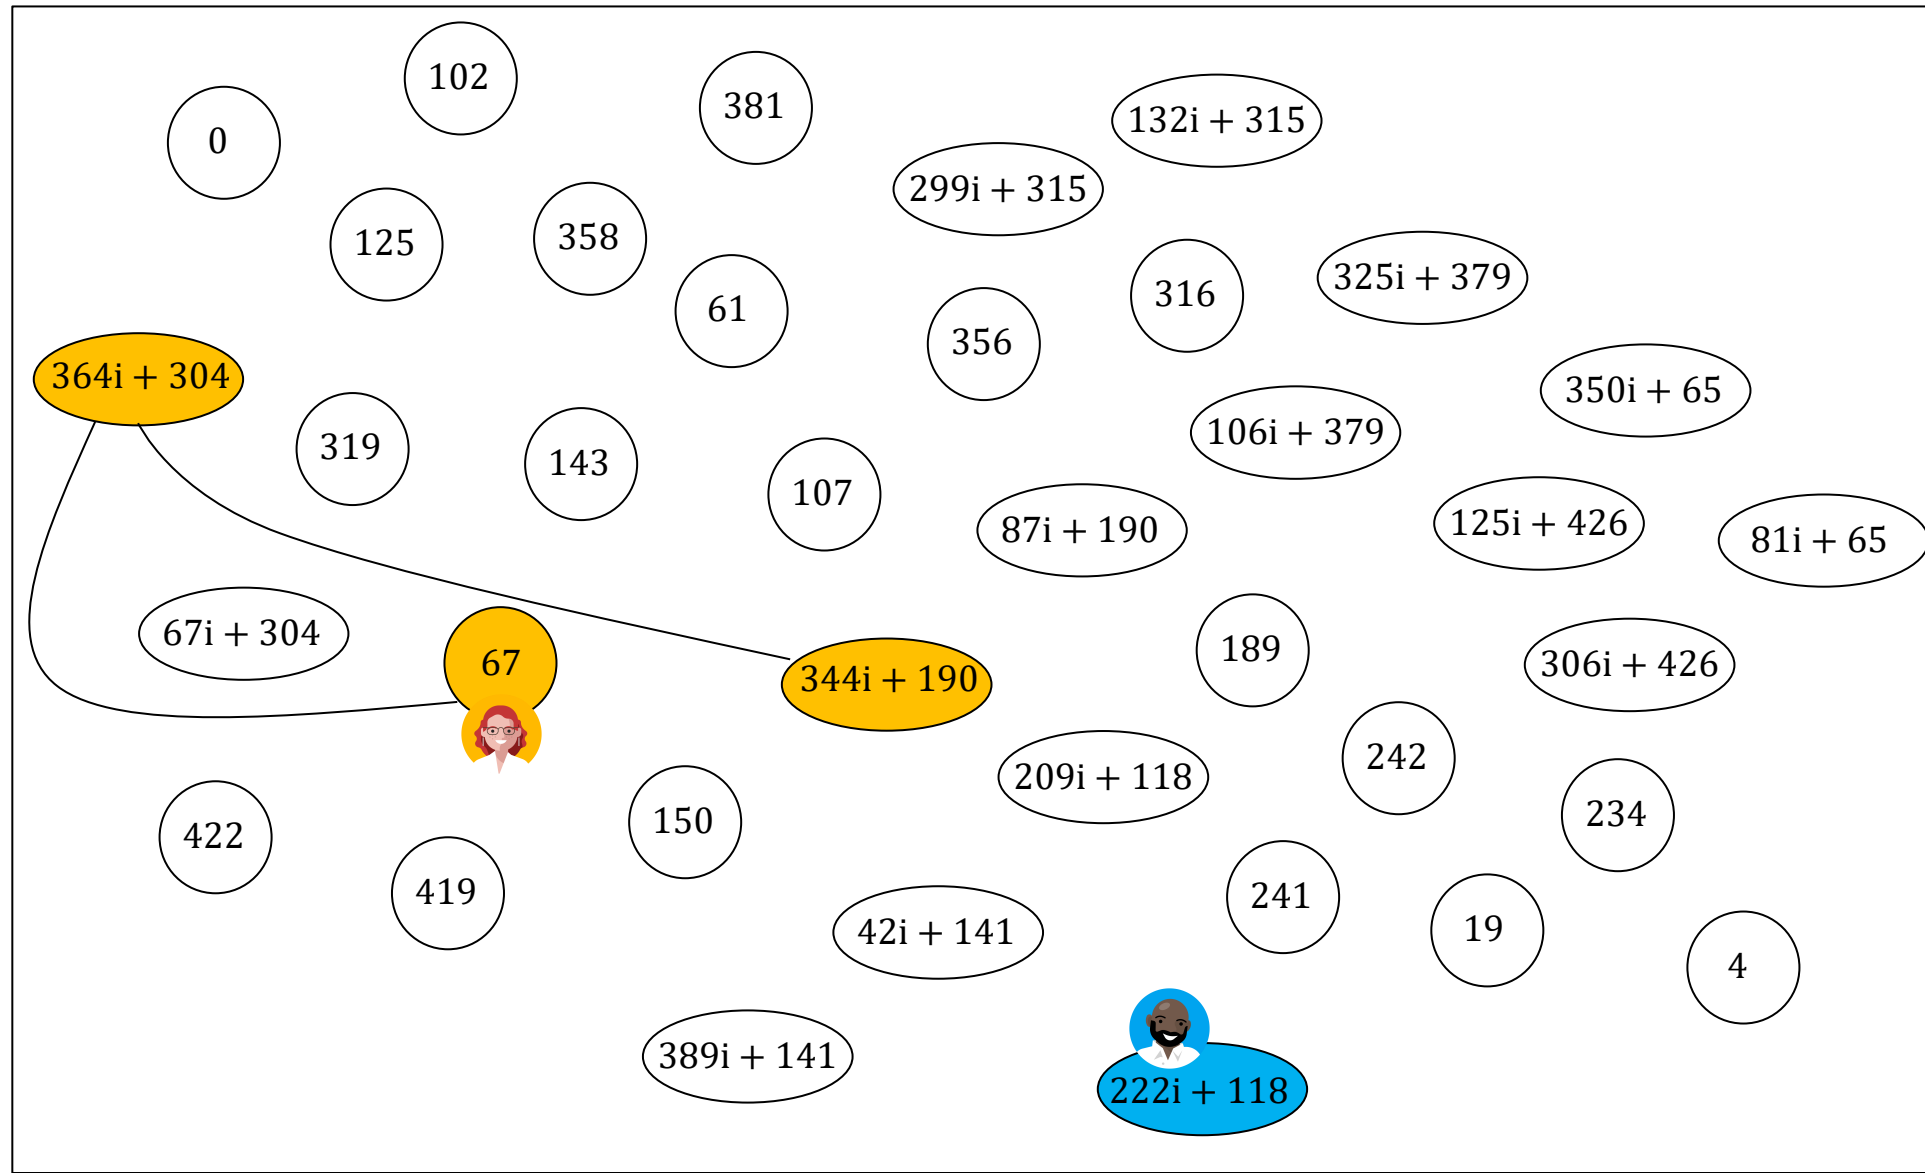 102
381
132i + 315
0
299i + 315
125
358
325i + 379
61
316
356
364i + 304
350i + 65
106i + 379
319
143
107
87i + 190
125i + 426
81i + 65
67i + 304
67
344i + 190
189
306i + 426
242
209i + 118
422
150
234
419
241
42i + 141
19
4
389i + 141
222i + 118